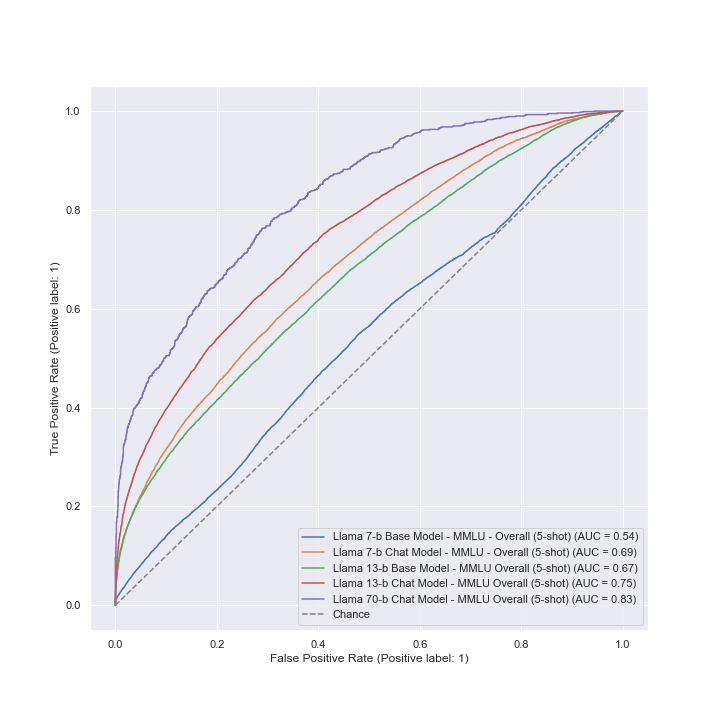 1.0
0.8
0.6
0.4
0.2
0.0
True Positive Rate (Positive label: 1)
Llama 7-b Base Model - MMLU - Overall (5-shot) (AUC = 0.54)
Llama 7-b Chat Model - MMLU - Overall (5-shot) (AUC = 0.69)
Llama 13-b Base Model - MMLU Overall (5-shot) (AUC = 0.67)
Llama 13-b Chat Model - MMLU Overall (5-shot) (AUC = 0.75)
Llama 70-b Chat Model - MMLU Overall (5-shot) (AUC = 0.83)
Chance
0.0 0.2 0.4 0.6 0.8 1.0
False Positive Rate (Positive label: 1)